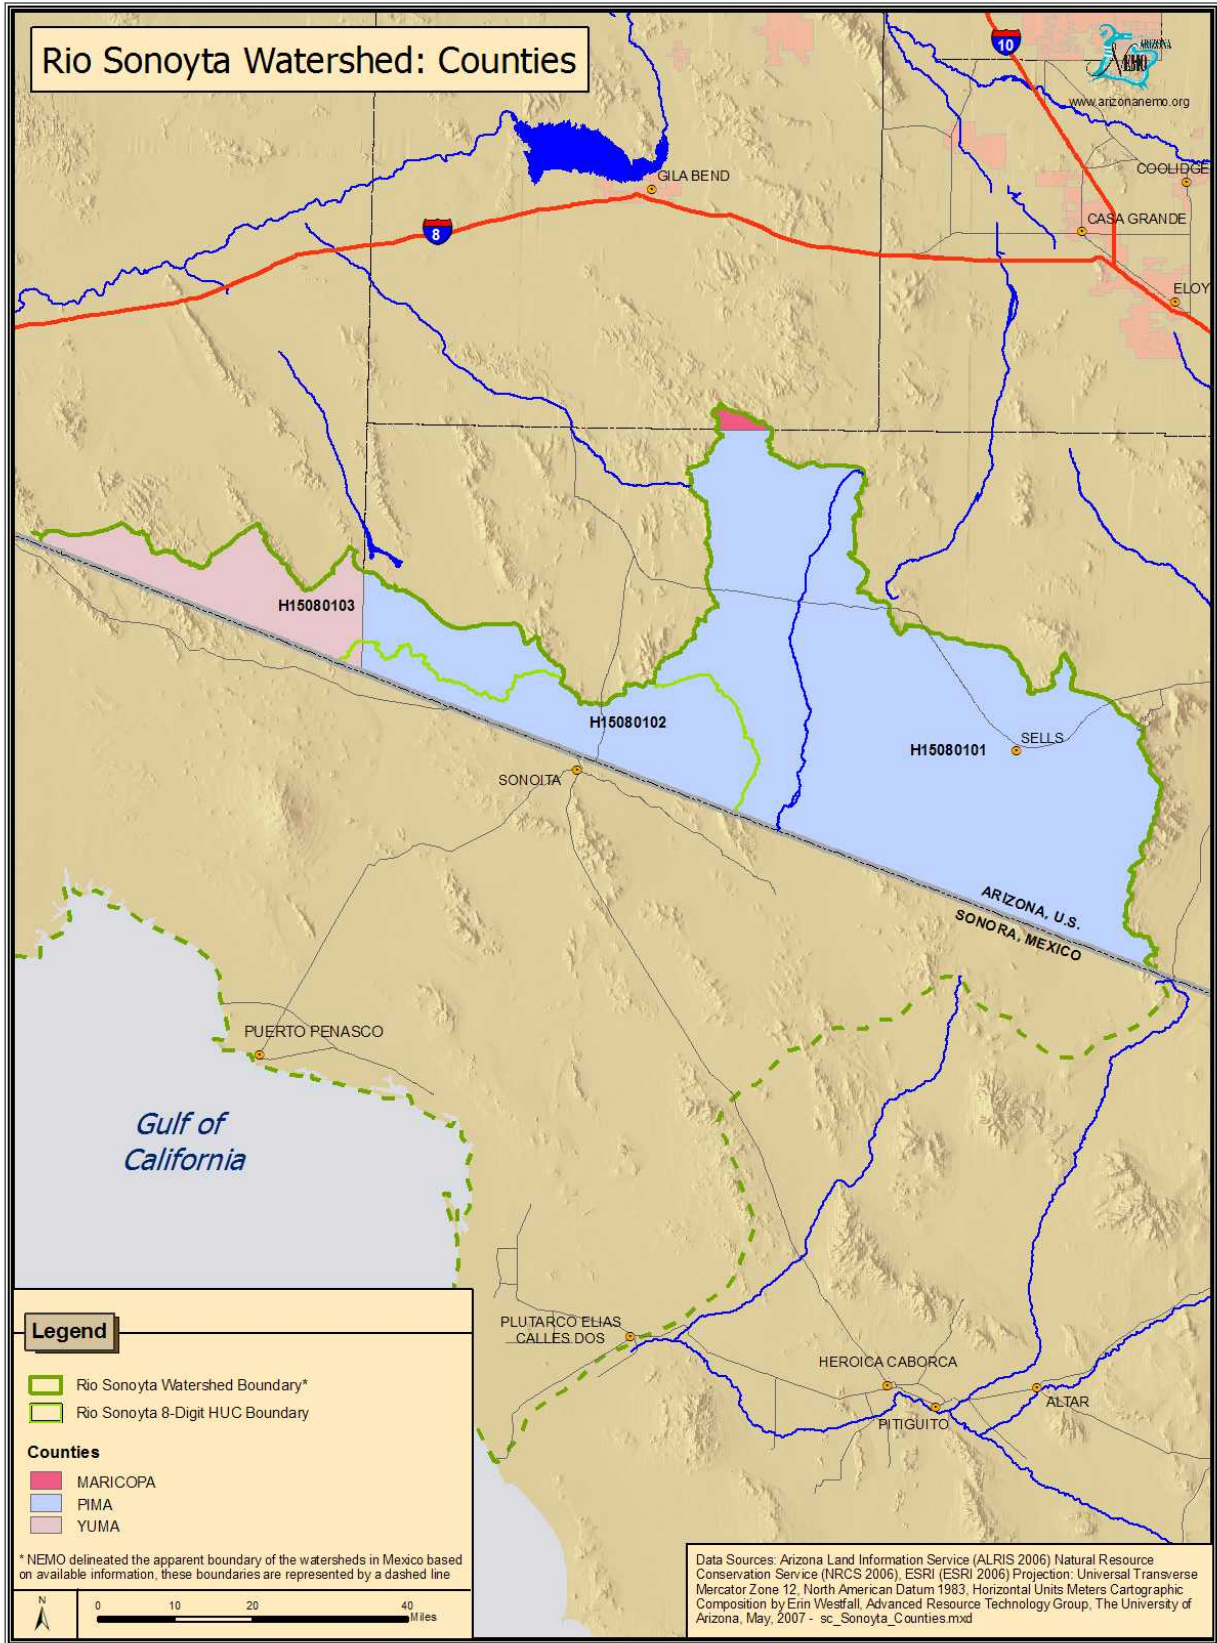 Rio Sonoyta Watershed: Counties
10
ARIZONA
NEMO
www.arizonanemo.org
COOLIDGE
GILA BEND
CASA GRANDE
8
ELOY
H15080103
H15080102
H15080101
SELLS
SONOITA
ARIZONA, U.S.
SONORA, MEXICO
PUERTO PENASCO
Gulf of
California
PLUTARCO ELIAS
CALLES DOS
HEROICA CABORCA
ALTAR
PITIGUITO
Legend
Rio Sonoyta Watershed Boundary*
Rio Sonoyta 8-Digit HUC Boundary
Counties
MARICOPA
PIMA
YUMA
* NEMO delineated the apparent boundary of the watersheds in Mexico based
on available information, these boundaries are represented by a dashed line
N
0 10 20 40
Miles
Data Sources: Arizona Land Information Service (ALRIS 2006) Natural Resource
Conservation Service (NRCS 2006), ESRI (ESRI 2006) Projection: Universal Transverse
Mercator Zone 12, North American Datum 1983, Horizontal Units Meters Cartographic
Composition by Erin Westfall, Advanced Resource Technology Group, The University of
Arizona, May, 2007 - sc_Sonoyta_Counties.mxd